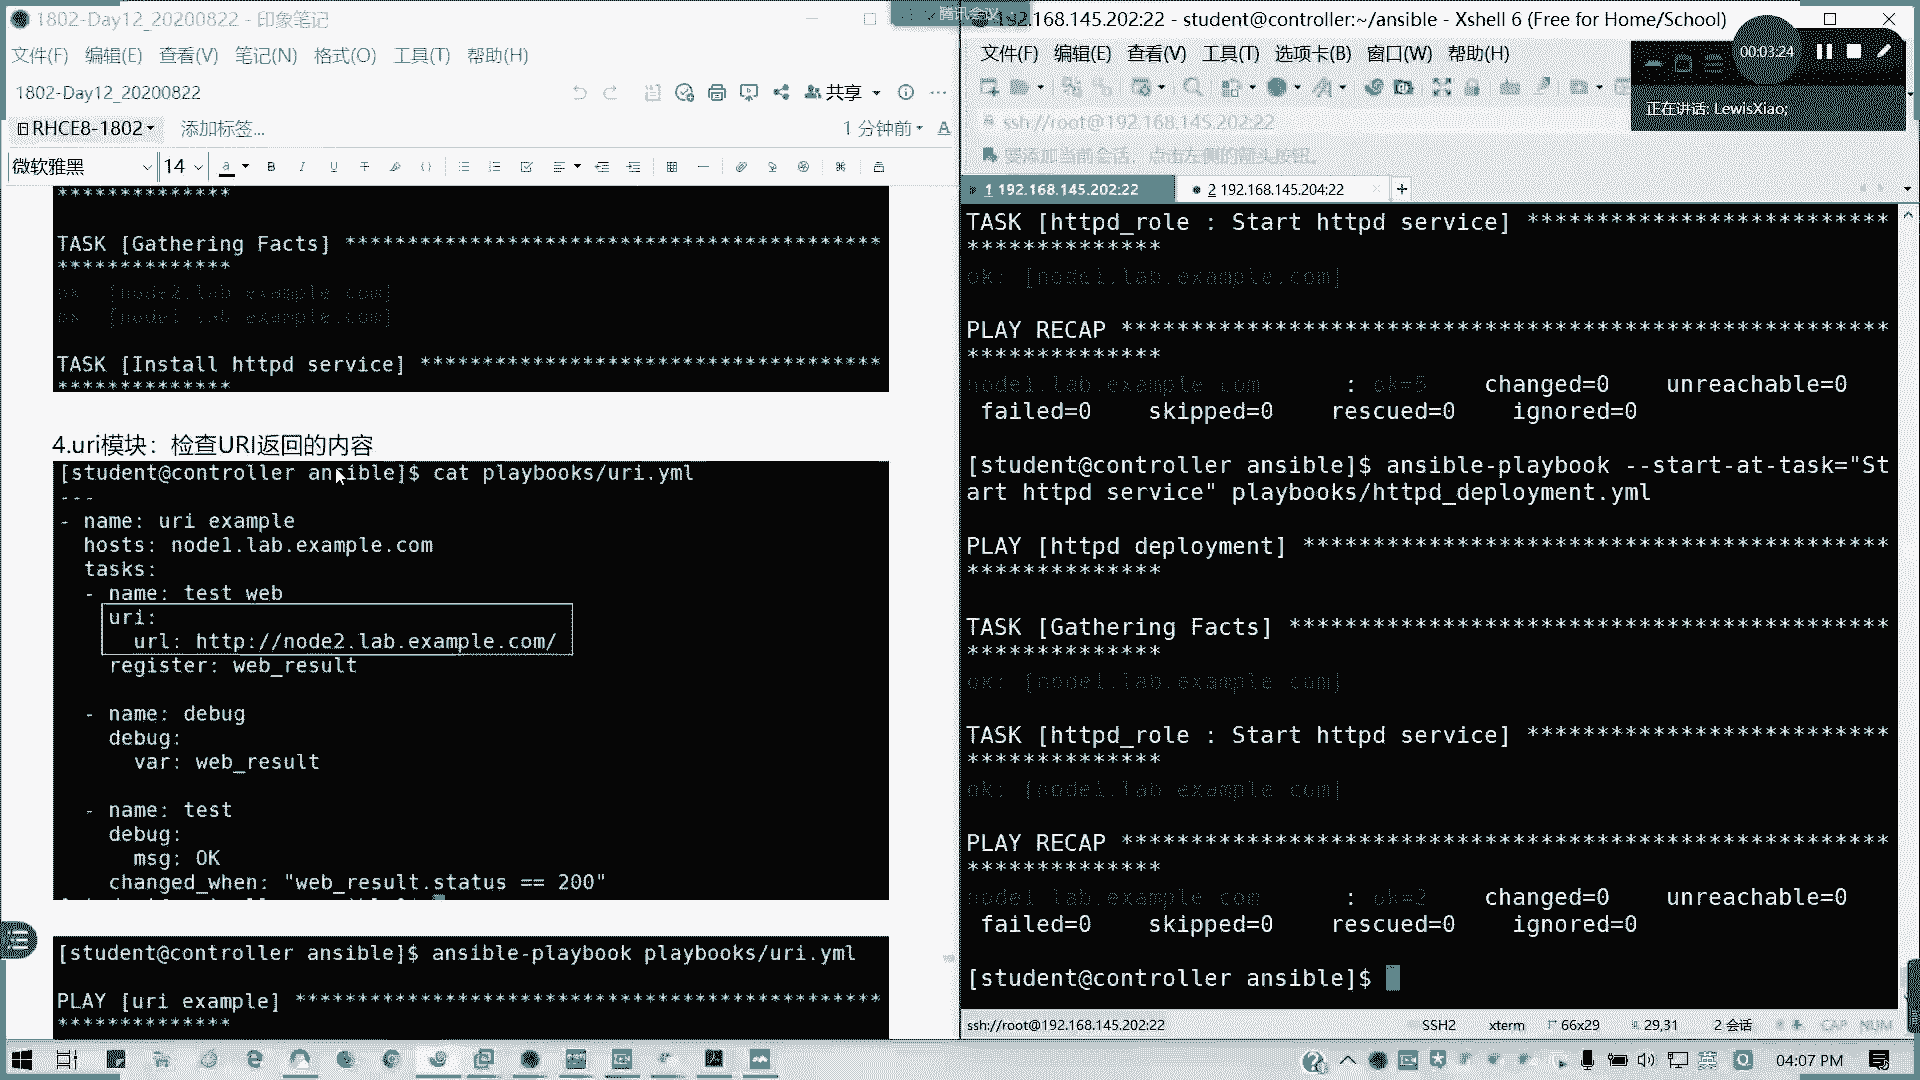 1802-Day12_20200822 - 印象笔记
文件(F) 编辑(E) 查看(V) 笔记(N) 格式(O) 工具(T) 帮助(H)
1802-Day12_20200822
共享
RHCE8-1802
添加标签...
1 分钟前
微软雅黑 14
**************
TASK [Gathering Facts] *******************************************
**************
ok: [node2.lab.example.com]
ok: [node1.lab.example.com]
TASK [Install httpd service] *************************************
**************
4.uri模块：检查URI返回的内容
[student@controller ansible]$ cat playbooks/uri.yml
---
- name: uri example
hosts: node1.lab.example.com
tasks:
- name: test web
uri:
url: http://node2.lab.example.com/
register: web_result
- name: debug
debug:
var: web_result
- name: test
debug:
msg: OK
changed_when: "web_result.status == 200"
[student@controller ansible]$ ansible-playbook playbooks/uri.yml
PLAY [uri example] ***********************************************
**************
腾讯会议
192.168.145.202:22 - student@controller:~/ansible - Xshell 6 (Free for Home/School)
文件(F) 编辑(E) 查看(V) 工具(T) 选项卡(B) 窗口(W) 帮助(H)
00:03:24
正在讲话: LewisXiao;
ssh://root@192.168.145.202:22
要添加当前会话，点击左侧的箭头按钮。
1 192.168.145.202:22
2 192.168.145.204:22
TASK [httpd_role : Start httpd service] **************************
**************
ok: [node1.lab.example.com]
PLAY RECAP *******************************************************
**************
node1.lab.example.com : ok=5 changed=0 unreachable=0
failed=0 skipped=0 rescued=0 ignored=0
[student@controller ansible]$ ansible-playbook --start-at-task="St
art httpd service" playbooks/httpd_deployment.yml
PLAY [httpd deployment] ******************************************
**************
TASK [Gathering Facts] *******************************************
**************
ok: [node1.lab.example.com]
TASK [httpd_role : Start httpd service] **************************
**************
ok: [node1.lab.example.com]
PLAY RECAP *******************************************************
**************
node1.lab.example.com : ok=2 changed=0 unreachable=0
failed=0 skipped=0 rescued=0 ignored=0
[student@controller ansible]$
ssh://root@192.168.145.202:22 SSH2 xterm 66x29 29,31 2 会话 CAP NUM
英
04:07 PM